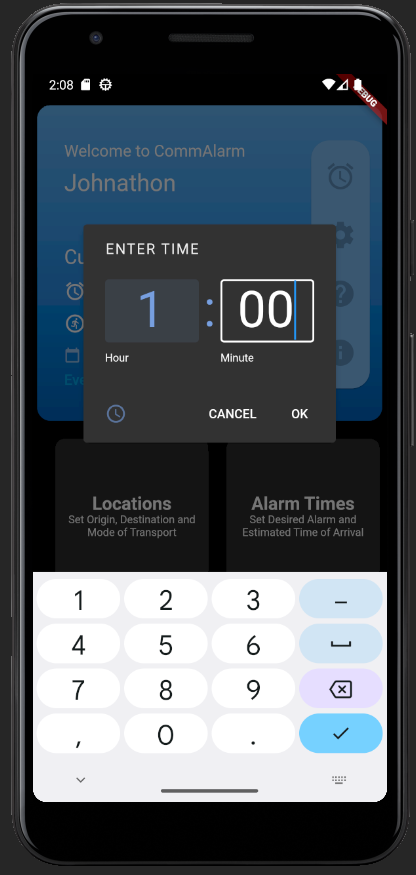 2:08
DEBUG
Welcome to CommAlarm
Johnathon
Cu
ENTER TIME
1 : 00
Hour Minute
Eve
CANCEL OK
Locations
Set Origin, Destination and
Mode of Transport
Alarm Times
Set Desired Alarm and
Estimated Time of Arrival
1 2 3 –
4 5 6
7 8 9
, 0 .